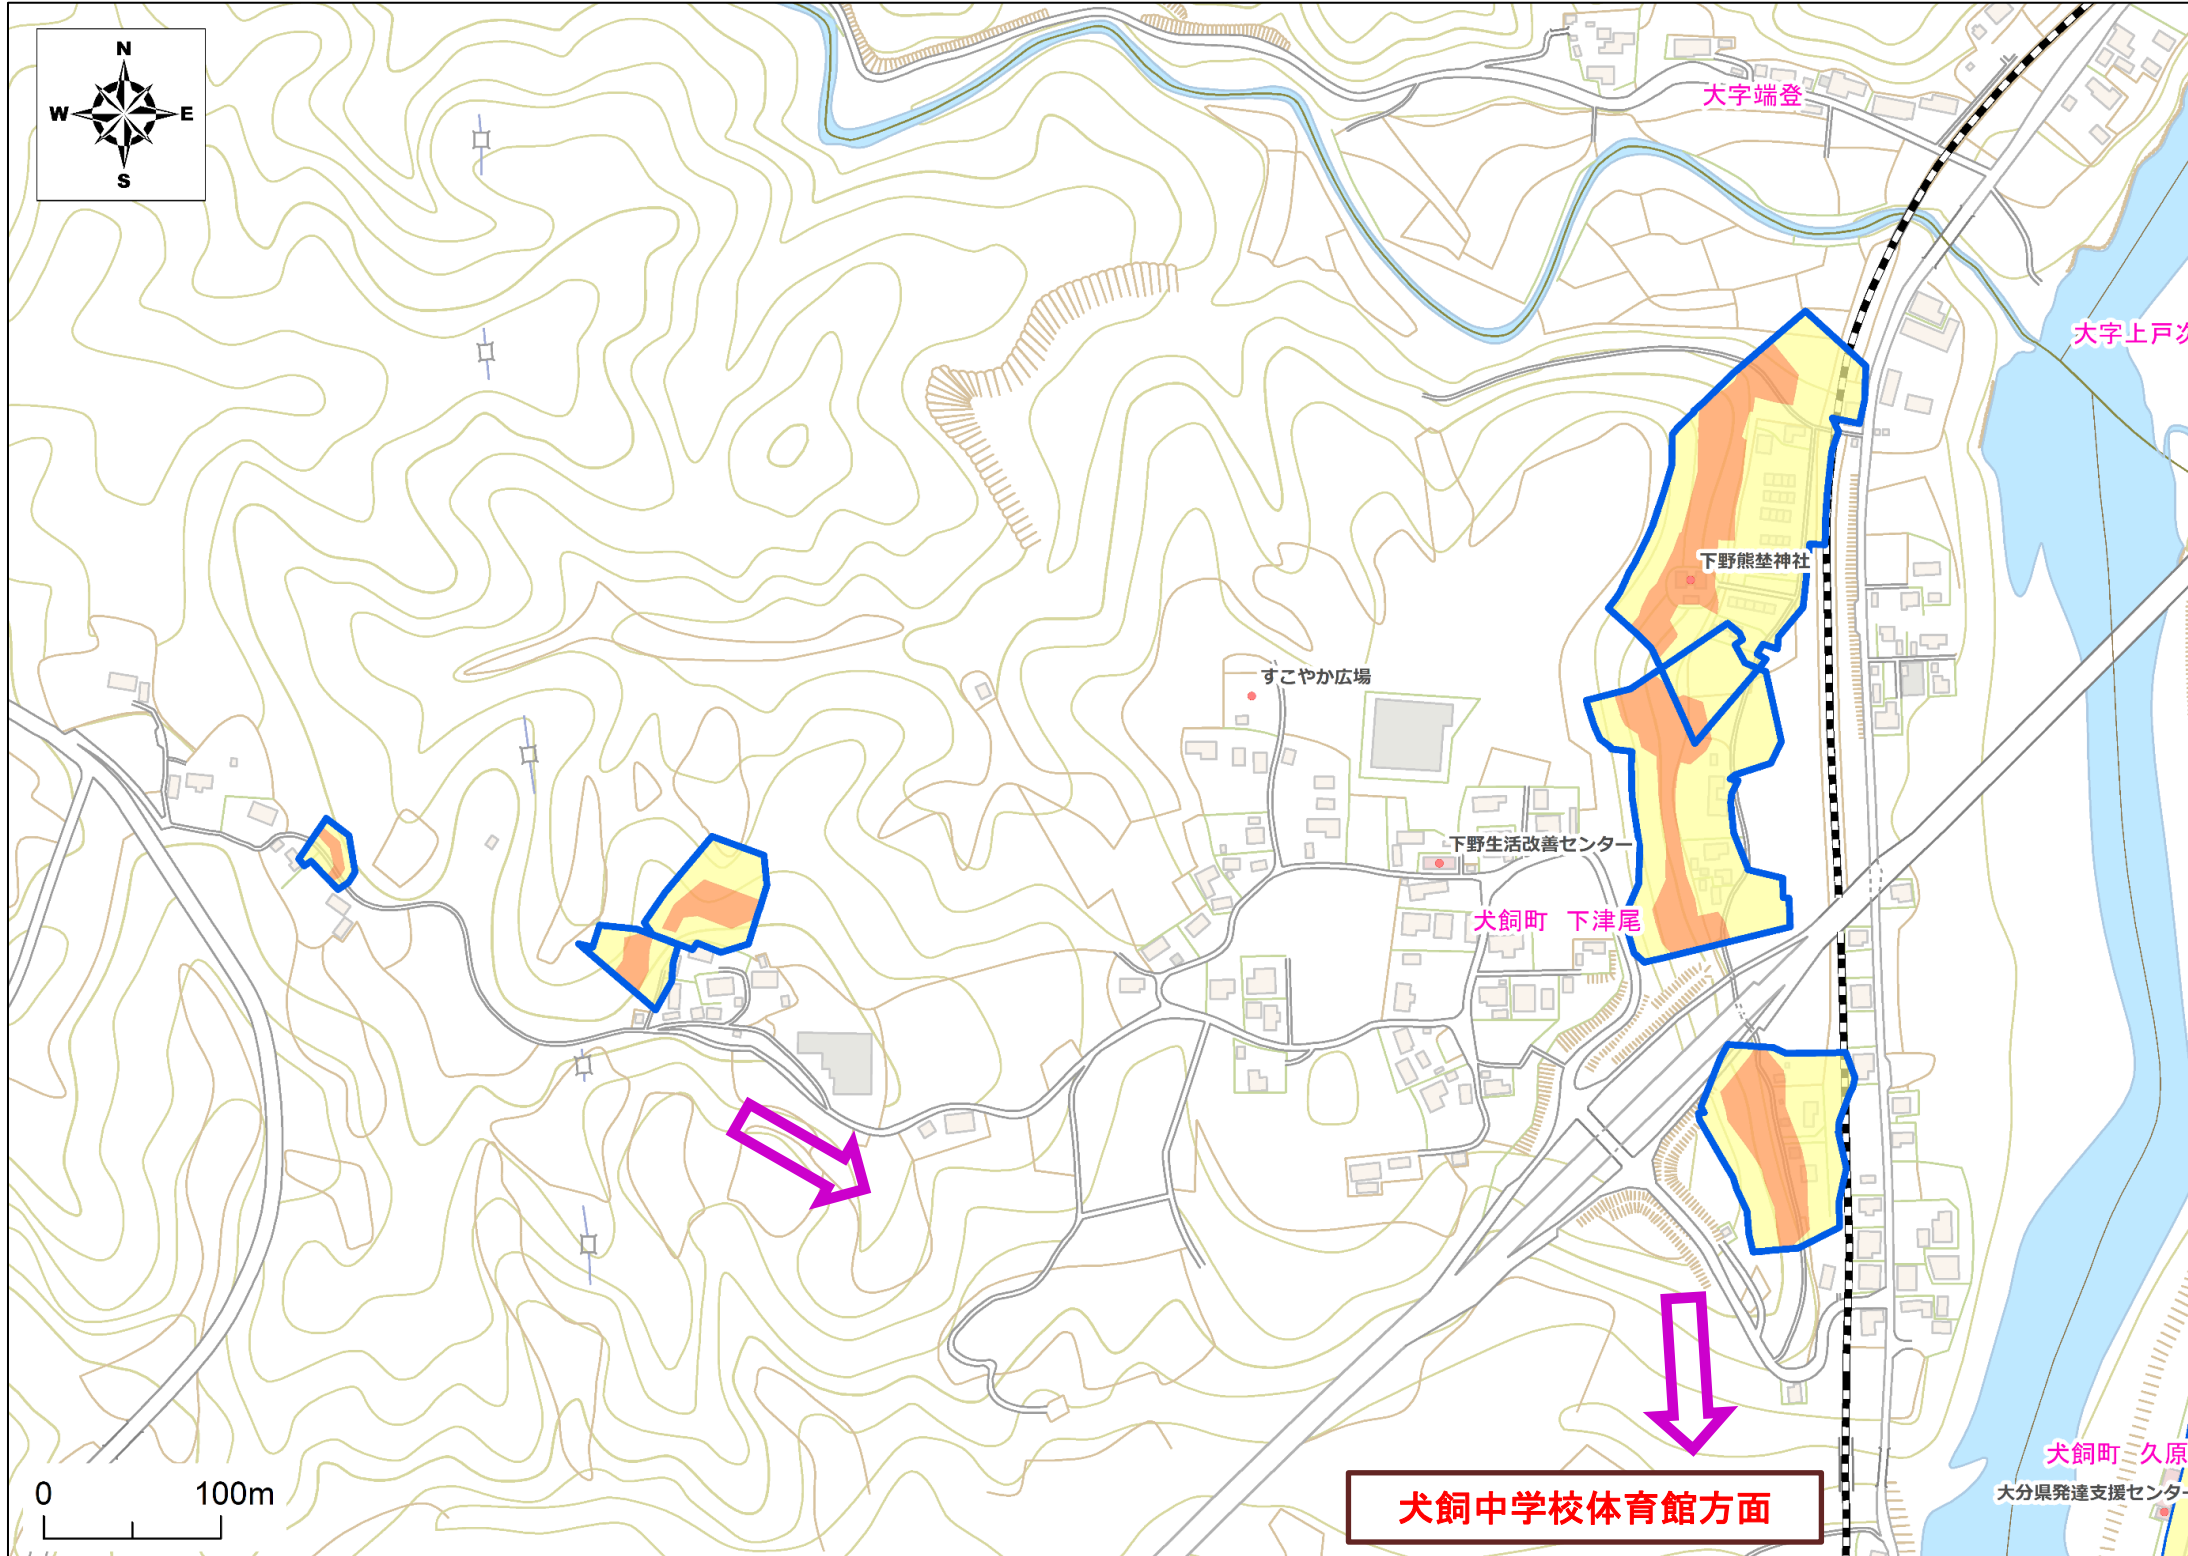 N
W E
S
大字端登
大字上戸次
下野熊埜神社
すこやか広場
下野生活改善センター
犬飼町 下津尾
犬飼町 久原
大分県発達支援センター
0 100m
犬飼中学校体育館方面